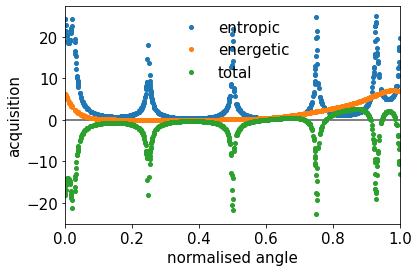 entropic
energetic
total
acquisition
20
10
0
−10
−20
0.0 0.2 0.4 0.6 0.8 1.0
normalised angle